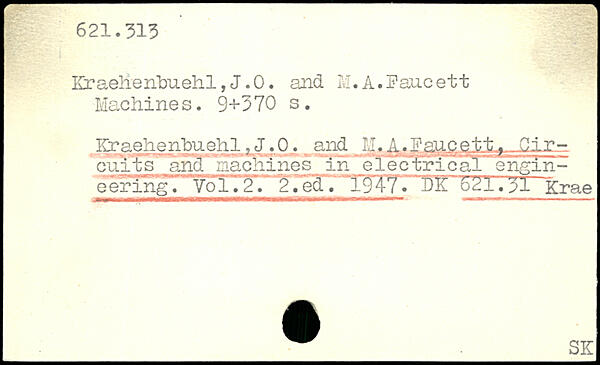 621.313
Kraehenbuehl,J.O. and M.A.Faucett
Machines. 9+370 s.
Kraehenbuehl,J.O. and M.A.Faucett, Cir-
cuits and machines in electrical engin-
eering. Vol.2. 2.ed. 1947. DK 621.31 Krae
SK